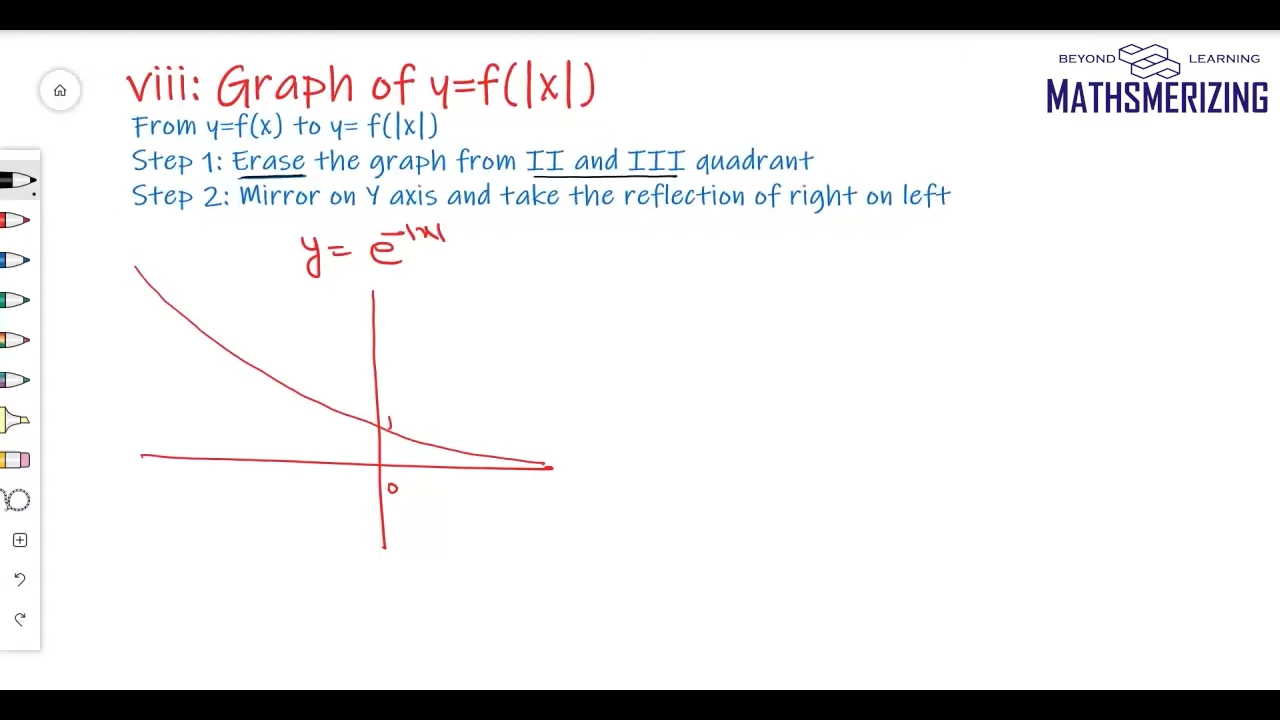 BEYOND LEARNING
MATHSMERIZING
viii: Graph of y=f(|x|)
From y=f(x) to y= f(|x|)
Step 1: Erase the graph from II and III quadrant
Step 2: Mirror on Y axis and take the reflection of right on left
y = e^{-|x|}
1
0